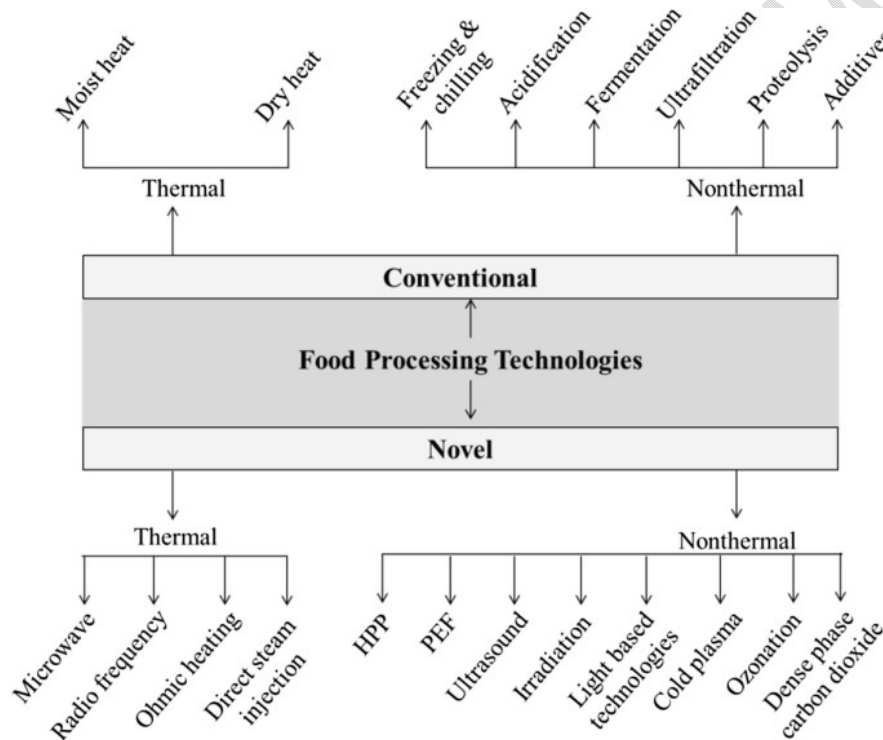 Moist heat
Dry heat
Freezing &
chilling
Acidification
Fermentation
Ultrafiltration
Proteolysis
Additives
Thermal
Nonthermal
Conventional
Food Processing Technologies
Novel
Thermal
Nonthermal
Microwave
Radio frequency
Ohmic heating
Direct steam
injection
HPP
PEF
Ultrasound
Irradiation
Light based
technologies
Cold plasma
Ozonation
Dense phase
carbon dioxide